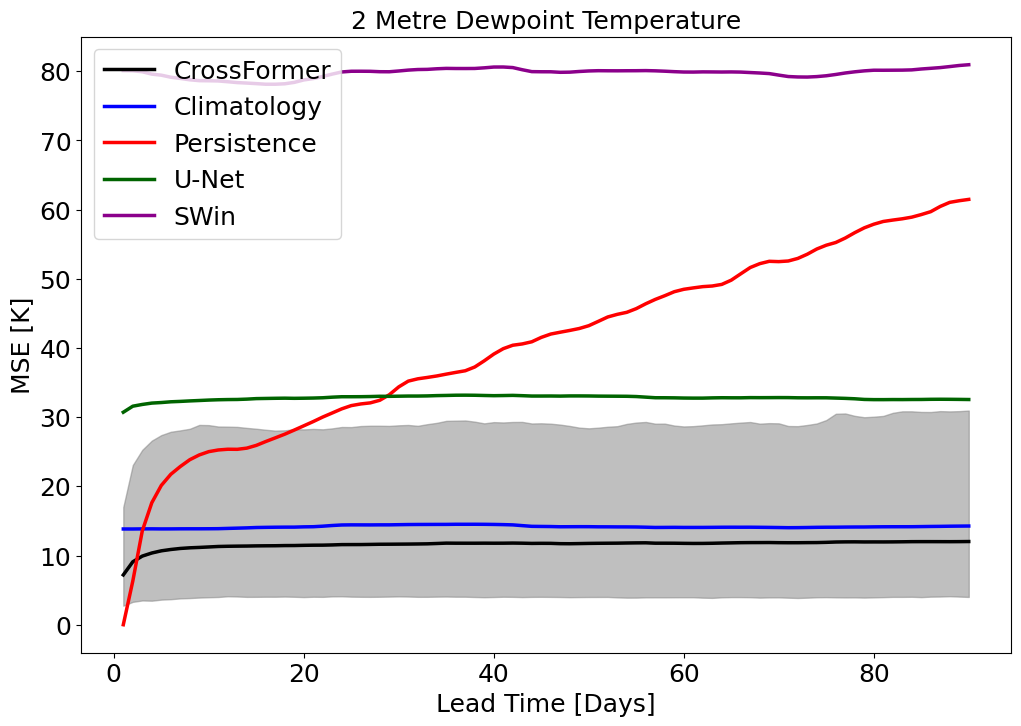 2 Metre Dewpoint Temperature
80
70
60
50
40
30
20
10
0
MSE [K]
CrossFormer
Climatology
Persistence
U-Net
SWin
0 20 40 60 80
Lead Time [Days]